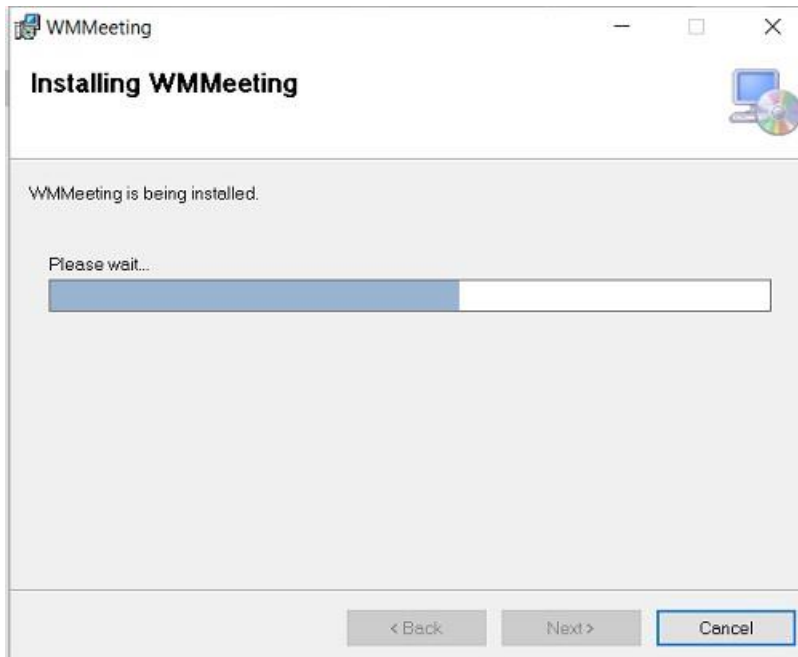 WMMeeting
Installing WMMeeting
WMMeeting is being installed.
Please wait...
< Back
Next >
Cancel